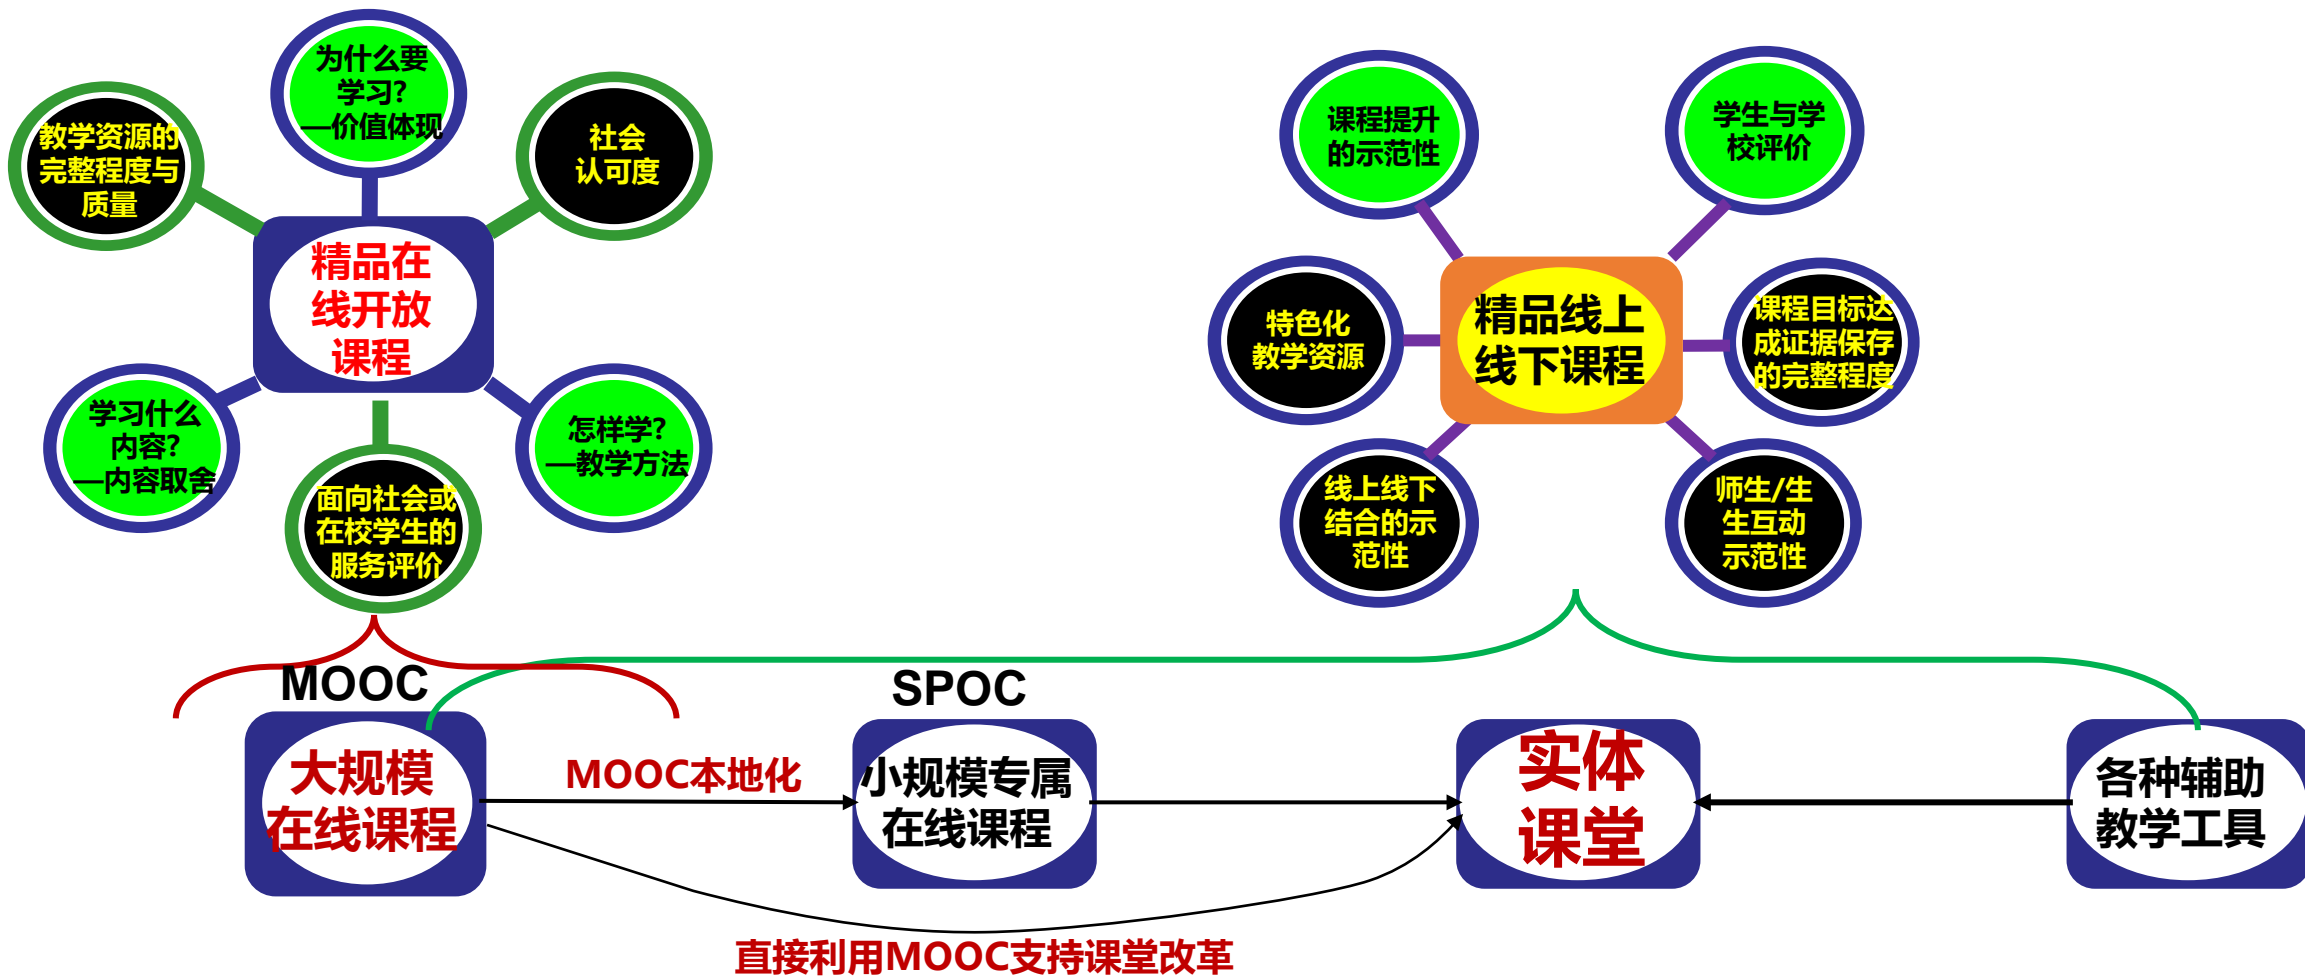 为什么要
学习?
—价值体现
教学资源的
完整程度与
质量
社会
认可度
精品在
线开放
课程
学习什么
内容?
—内容取舍
怎样学?
—教学方法
面向社会或
在校学生的
服务评价
课程提升
的示范性
学生与学
校评价
特色化
教学资源
精品线上
线下课程
课程目标达
成证据保存
的完整程度
线上线下
结合的示
范性
师生/生
生互动
示范性
MOOC
大规模
在线课程
MOOC本地化
SPOC
小规模专属
在线课程
实体
课堂
各种辅助
教学工具
直接利用MOOC支持课堂改革